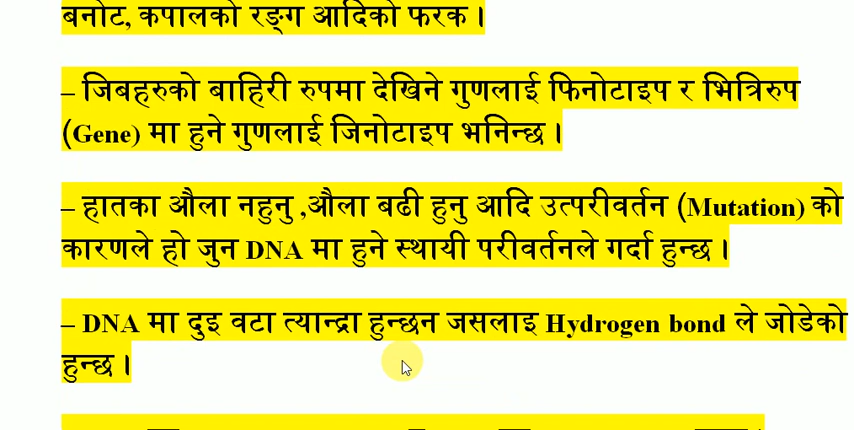 बनोट, कपालको रङ्ग आदिको फरक ।
– जिबहरुको बाहिरी रुपमा देखिने गुणलाई फिनोटाइप र भित्रिरुप
(Gene) मा हुने गुणलाई जिनोटाइप भनिन्छ ।
– हातका औला नहुनु ,औला बढी हुनु आदि उत्परीवर्तन (Mutation) को
कारणले हो जुन DNA मा हुने स्थायी परीवर्तनले गर्दा हुन्छ ।
– DNA मा दुइ वटा त्यान्द्रा हुन्छन जसलाइ Hydrogen bond ले जोडेको
हुन्छ ।